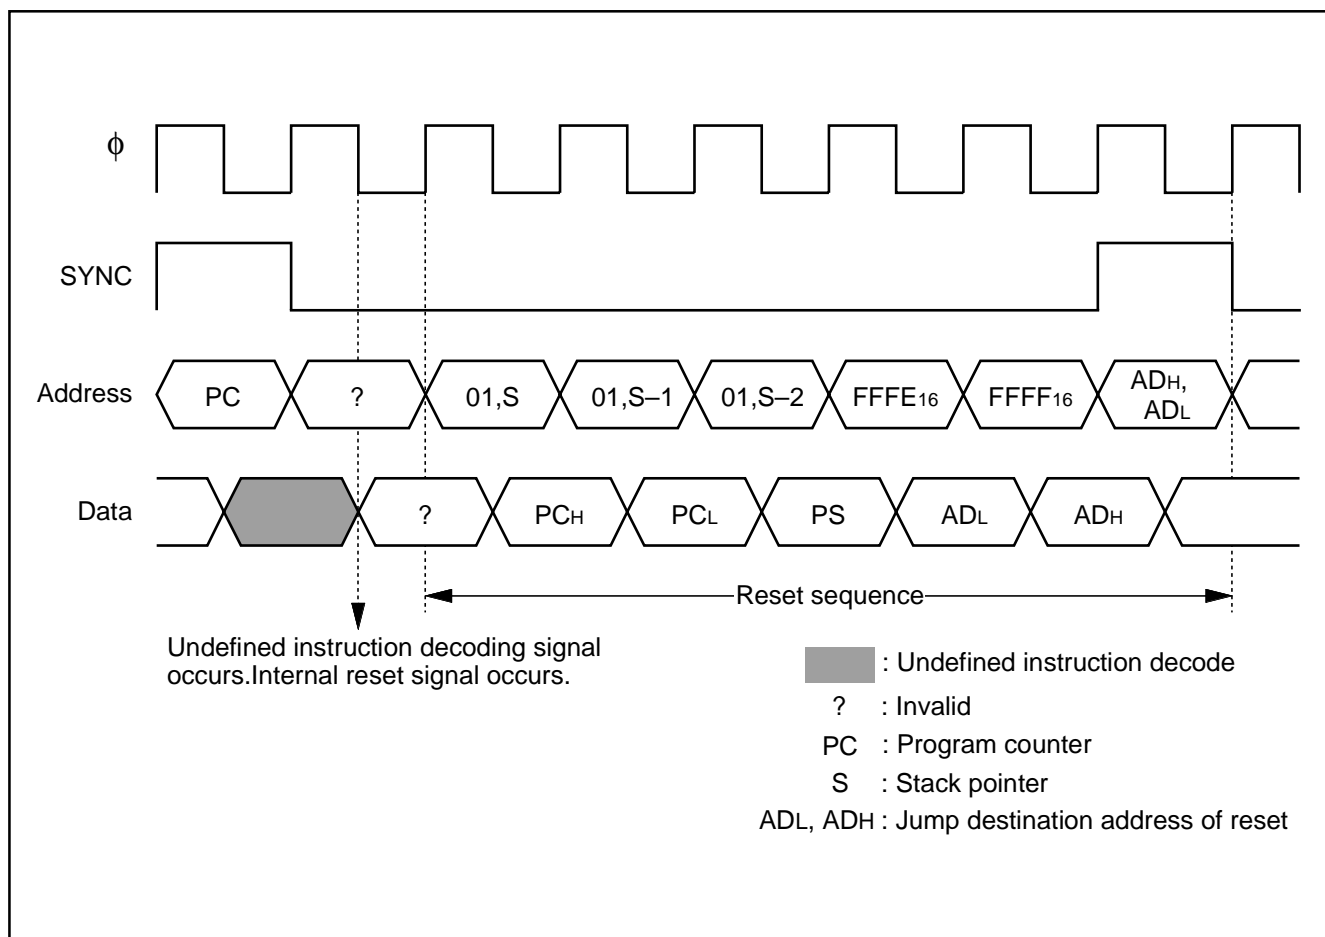 ϕ
SYNC
Address
PC
?
01,S
01,S–1
01,S–2
FFFE16
FFFF16
ADH,
ADL
Data
?
PCH
PCL
PS
ADL
ADH
Reset sequence
Undefined instruction decoding signal
occurs.Internal reset signal occurs.
: Undefined instruction decode
? : Invalid
PC : Program counter
S : Stack pointer
ADL, ADH : Jump destination address of reset